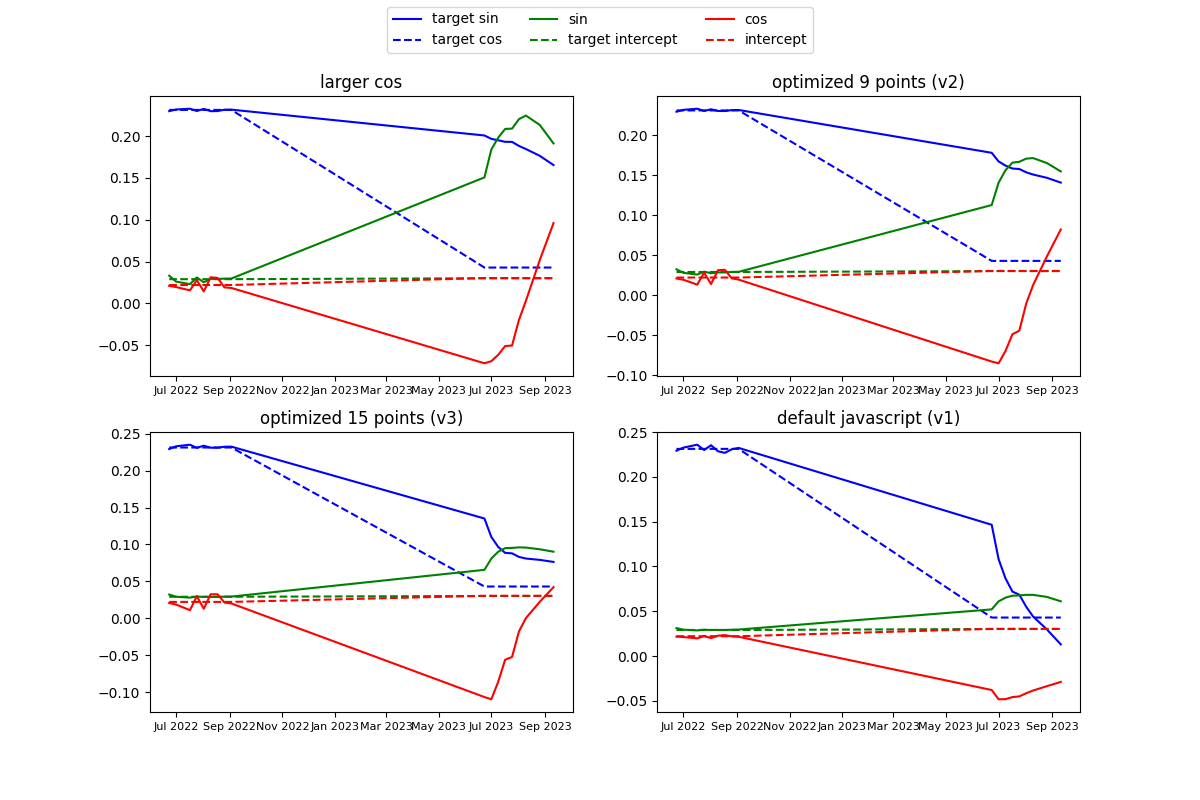 target sin sin cos
target cos target intercept intercept
larger cos optimized 9 points (v2)
0.20 0.20
0.15 0.15
0.10 0.10
0.05 0.05
0.00 0.00
−0.05 −0.05
−0.10
Jul 2022 Sep 2022 Nov 2022 Jan 2023 Mar 2023 May 2023 Jul 2023 Sep 2023 Jul 2022 Sep 2022 Nov 2022 Jan 2023 Mar 2023 May 2023 Jul 2023 Sep 2023
optimized 15 points (v3) default javascript (v1)
0.25 0.25
0.20 0.20
0.15 0.15
0.10 0.10
0.05 0.05
0.00 0.00
−0.05 −0.05
−0.10
Jul 2022 Sep 2022 Nov 2022 Jan 2023 Mar 2023 May 2023 Jul 2023 Sep 2023 Jul 2022 Sep 2022 Nov 2022 Jan 2023 Mar 2023 May 2023 Jul 2023 Sep 2023